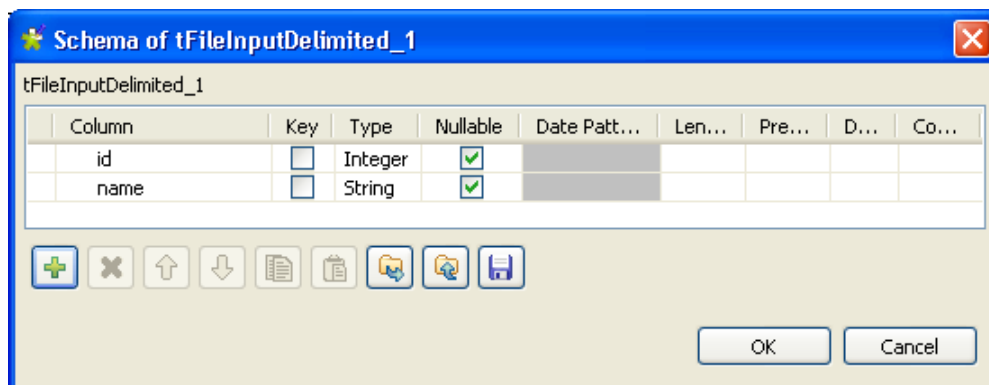 Schema of tFileInputDelimited_1
tFileInputDelimited_1
Column Key Type Nullable Date Patt... Len... Pre... D... Co...
id Integer
name String
OK Cancel